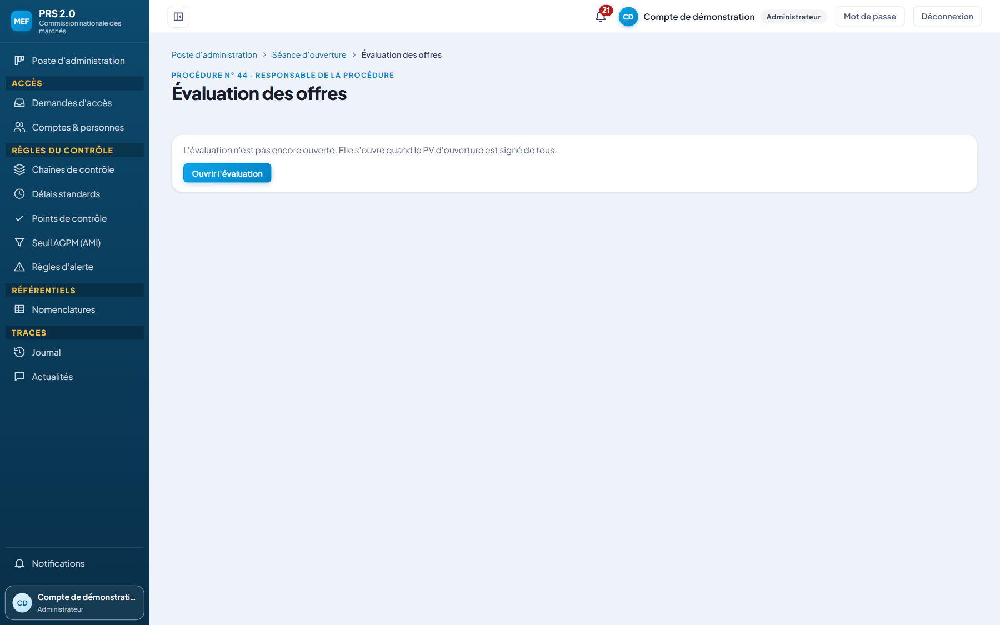 MEF
PRS 2.0
Commission nationale des
marchés
Poste d’administration
ACCÈS
Demandes d’accès
Comptes & personnes
RÈGLES DU CONTRÔLE
Chaînes de contrôle
Délais standards
Points de contrôle
Seuil AGPM (AMI)
Règles d’alerte
RÉFÉRENTIELS
Nomenclatures
TRACES
Journal
Actualités
Notifications
CD
Compte de démonstrati…
Administrateur
21
CD
Compte de démonstration
Administrateur
Mot de passe
Déconnexion
Poste d’administration > Séance d’ouverture > Évaluation des offres
PROCÉDURE N° 44 · RESPONSABLE DE LA PROCÉDURE
Évaluation des offres
L'évaluation n'est pas encore ouverte. Elle s'ouvre quand le PV d'ouverture est signé de tous.
Ouvrir l’évaluation